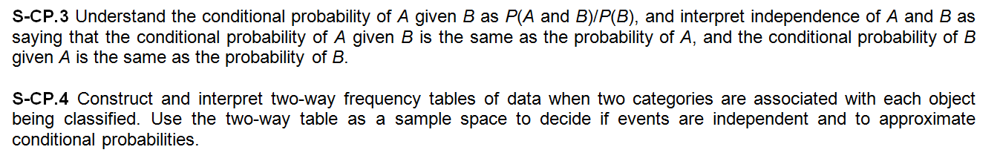 S-CP.3 Understand the conditional probability of A given B as P(A and B)/P(B), and interpret independence of A and B as
saying that the conditional probability of A given B is the same as the probability of A, and the conditional probability of B
given A is the same as the probability of B.
S-CP.4 Construct and interpret two-way frequency tables of data when two categories are associated with each object
being classified. Use the two-way table as a sample space to decide if events are independent and to approximate
conditional probabilities.